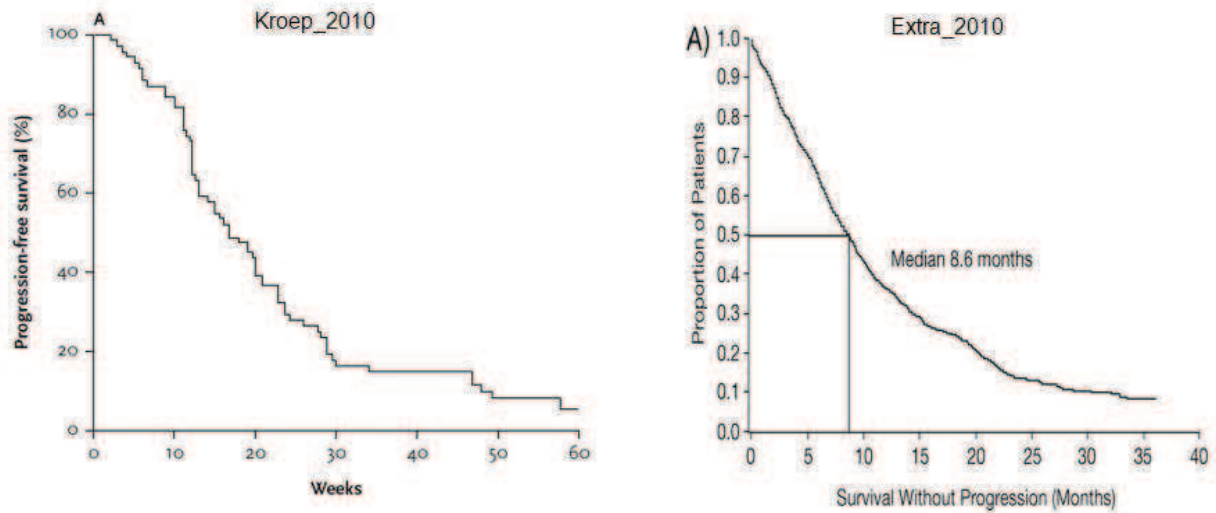 A
Kroep_2010
Progression-free survival (%)
100
80
60
40
20
0
0 10 20 30 40 50 60
Weeks
A)
Extra_2010
Proportion of Patients
1.0
0.9
0.8
0.7
0.6
0.5
0.4
0.3
0.2
0.1
0.0
Median 8.6 months
0 5 10 15 20 25 30 35 40
Survival Without Progression (Months)